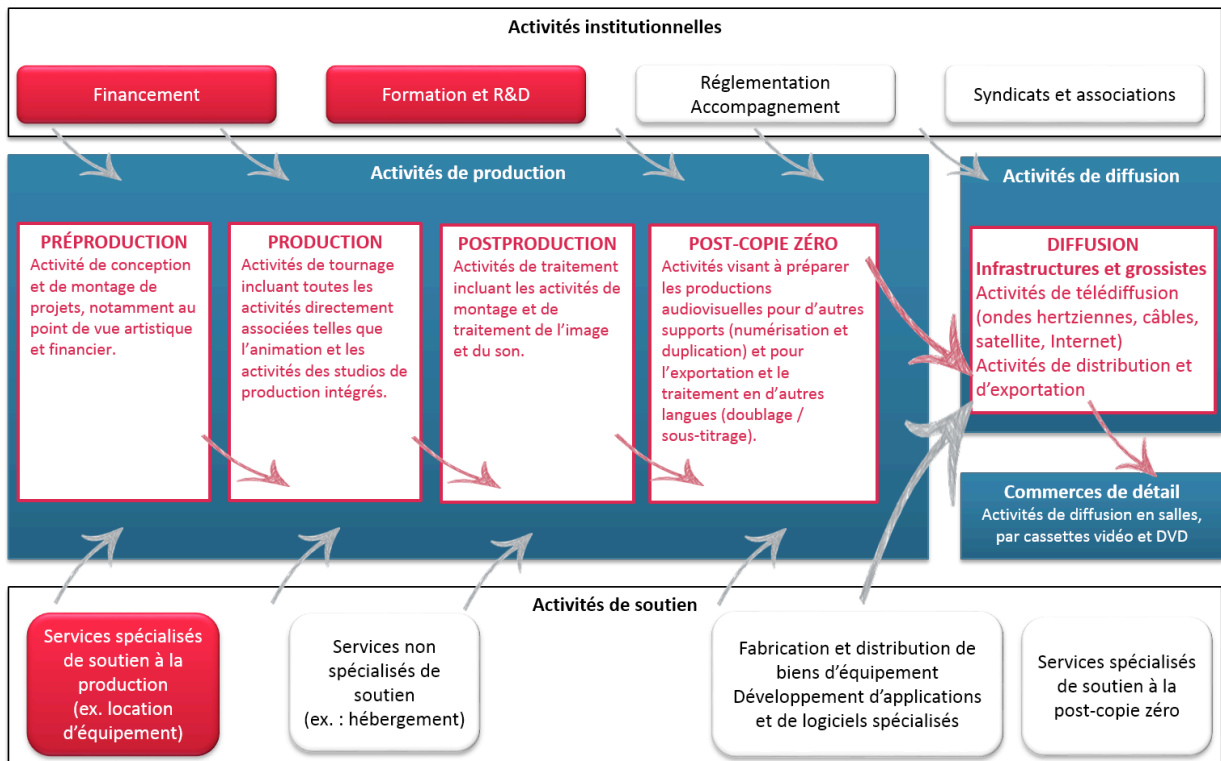 Activités institutionnelles
Financement
Formation et R&D
Réglementation
Accompagnement
Syndicats et associations
Activités de production
PRÉPRODUCTION
Activité de conception
et de montage de
projets, notamment au
point de vue artistique
et financier.
PRODUCTION
Activités de tournage
incluant toutes les
activités directement
associées telles que
l’animation et les
activités des studios de
production intégrés.
POSTPRODUCTION
Activités de traitement
incluant les activités de
montage et de
traitement de l’image
et du son.
POST-COPIE ZÉRO
Activités visant à préparer
les productions
audiovisuelles pour d’autres
supports (numérisation et
duplication) et pour
l’exportation et le
traitement en d’autres
langues (doublage /
sous-titrage).
Activités de diffusion
DIFFUSION
Infrastructures et grossistes
Activités de télédiffusion
(ondes hertziennes, câbles,
satellite, Internet)
Activités de distribution et
d’exportation
Commerces de détail
Activités de diffusion en salles,
par cassettes vidéo et DVD
Activités de soutien
Services spécialisés
de soutien à la
production
(ex. location
d’équipement)
Services non
spécialisés de
soutien
(ex. : hébergement)
Fabrication et distribution de
biens d’équipement
Développement d’applications
et de logiciels spécialisés
Services spécialisés
de soutien à la
post-copie zéro